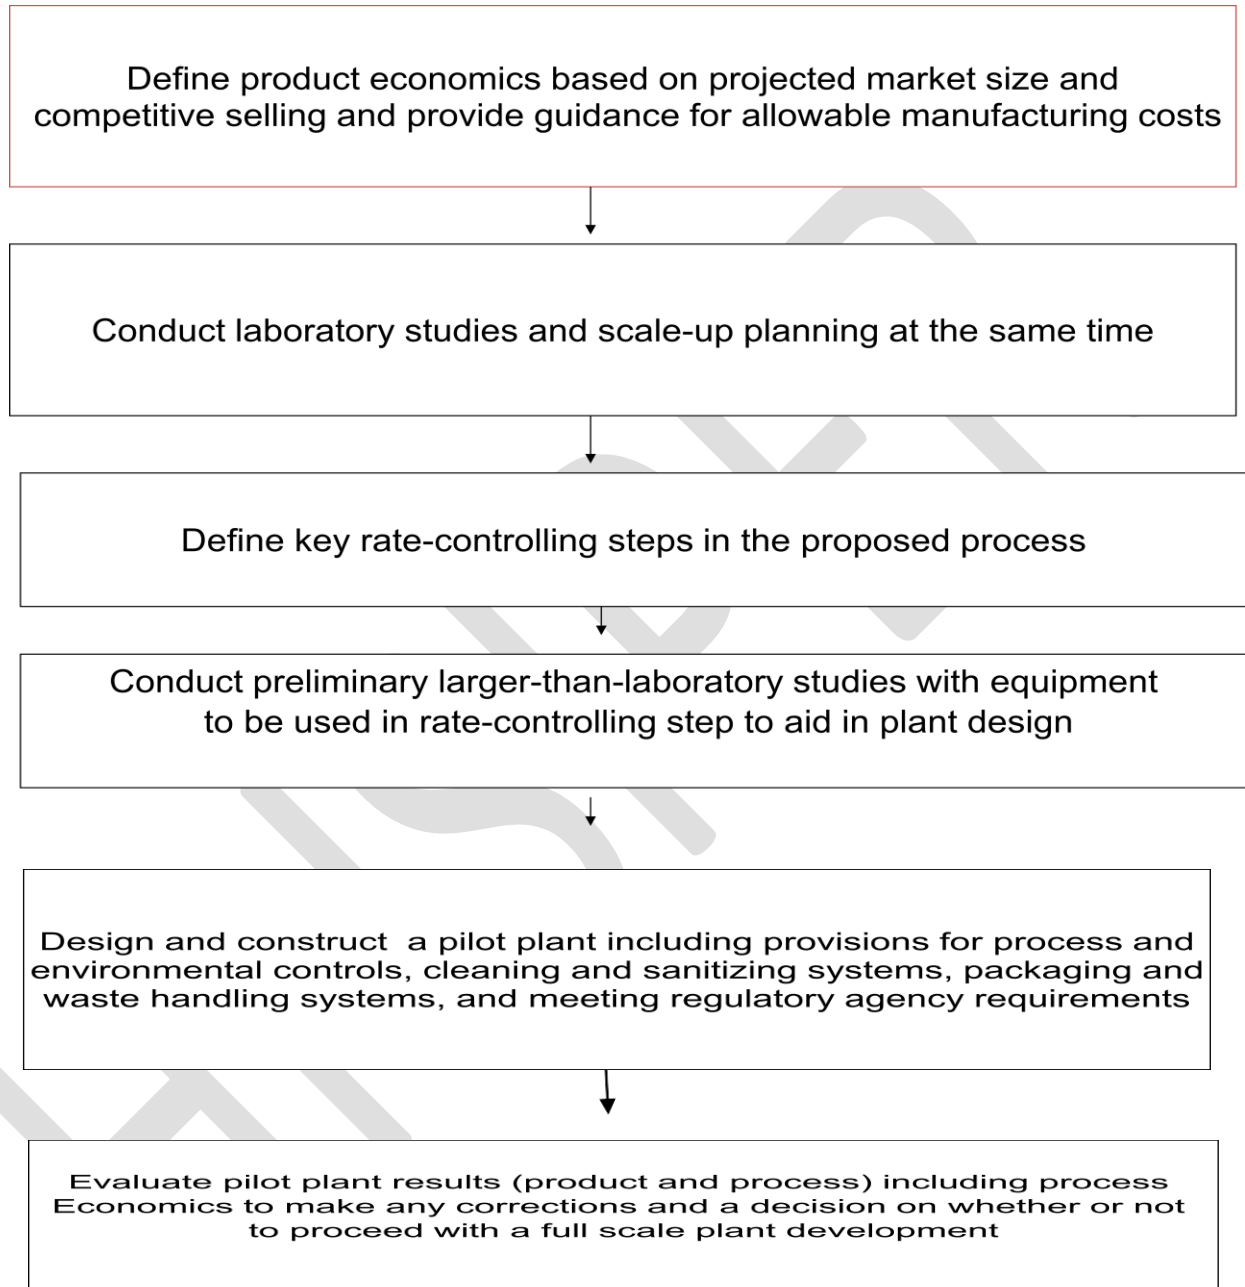 Define product economics based on projected market size and
competitive selling and provide guidance for allowable manufacturing costs
Conduct laboratory studies and scale-up planning at the same time
Define key rate-controlling steps in the proposed process
Conduct preliminary larger-than-laboratory studies with equipment
to be used in rate-controlling step to aid in plant design
Design and construct a pilot plant including provisions for process and
environmental controls, cleaning and sanitizing systems, packaging and
waste handling systems, and meeting regulatory agency requirements
Evaluate pilot plant results (product and process) including process
Economics to make any corrections and a decision on whether or not
to proceed with a full scale plant development